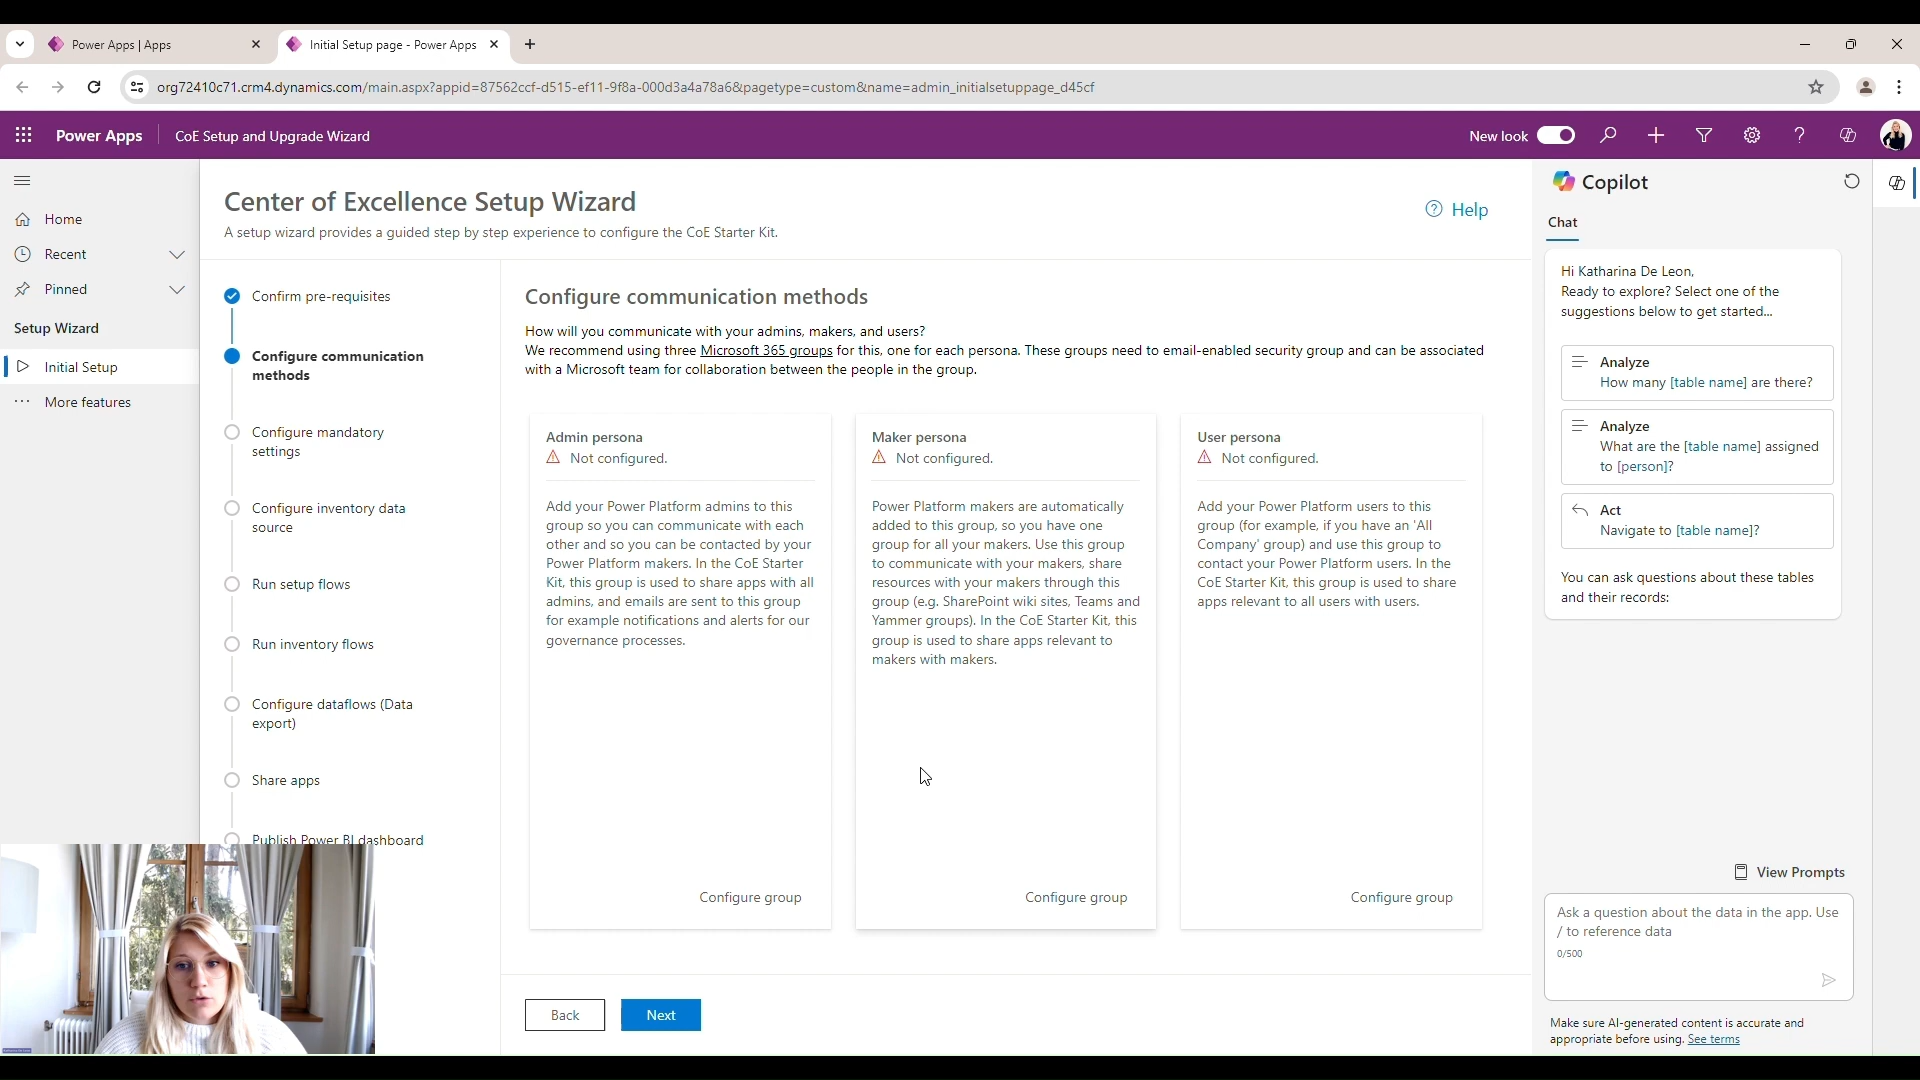 Power Apps | Apps
Initial Setup page - Power Apps
org72410c71.crm4.dynamics.com/main.aspx?appid=87562ccf-d515-ef11-9f8a-000d3a4a78a6&pagetype=custom&name=admin_initialsetuppage_d45cf
Power Apps
CoE Setup and Upgrade Wizard
New look
Home
Recent
Pinned
Setup Wizard
Initial Setup
More features
Center of Excellence Setup Wizard
A setup wizard provides a guided step by step experience to configure the CoE Starter Kit.
Help
Confirm pre-requisites
Configure communication
methods
Configure mandatory
settings
Configure inventory data
source
Run setup flows
Run inventory flows
Configure dataflows (Data
export)
Share apps
Publish Power BI dashboard
Configure communication methods
How will you communicate with your admins, makers, and users?
We recommend using three Microsoft 365 groups for this, one for each persona. These groups need to email-enabled security group and can be associated
with a Microsoft team for collaboration between the people in the group.
Admin persona
Not configured.
Add your Power Platform admins to this
group so you can communicate with each
other and so you can be contacted by your
Power Platform makers. In the CoE Starter
Kit, this group is used to share apps with all
admins, and emails are sent to this group
for example notifications and alerts for our
governance processes.
Configure group
Maker persona
Not configured.
Power Platform makers are automatically
added to this group, so you have one
group for all your makers. Use this group
to communicate with your makers, share
resources with your makers through this
group (e.g. SharePoint wiki sites, Teams and
Yammer groups). In the CoE Starter Kit, this
group is used to share apps relevant to
makers with makers.
Configure group
User persona
Not configured.
Add your Power Platform users to this
group (for example, if you have an 'All
Company' group) and use this group to
contact your Power Platform users. In the
CoE Starter Kit, this group is used to share
apps relevant to all users with users.
Configure group
Back
Next
Copilot
Chat
Hi Katharina De Leon,
Ready to explore? Select one of the
suggestions below to get started...
Analyze
How many [table name] are there?
Analyze
What are the [table name] assigned
to [person]?
Act
Navigate to [table name]?
You can ask questions about these tables
and their records:
View Prompts
Ask a question about the data in the app. Use
/ to reference data
0/500
Make sure AI-generated content is accurate and
appropriate before using. See terms